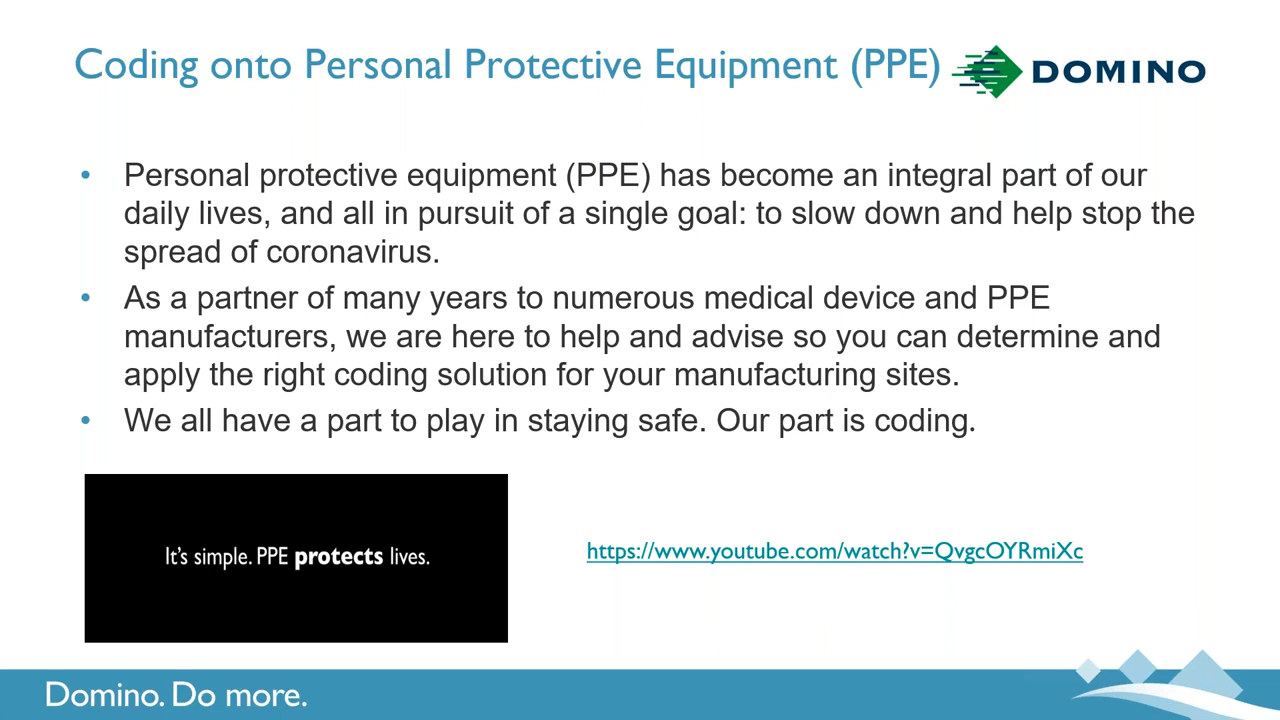 Coding onto Personal Protective Equipment (PPE)
DOMINO
• Personal protective equipment (PPE) has become an integral part of our
daily lives, and all in pursuit of a single goal: to slow down and help stop the
spread of coronavirus.
• As a partner of many years to numerous medical device and PPE
manufacturers, we are here to help and advise so you can determine and
apply the right coding solution for your manufacturing sites.
• We all have a part to play in staying safe. Our part is coding.
It's simple. PPE protects lives.
https://www.youtube.com/watch?v=QvgcOYRmiXc
Domino. Do more.